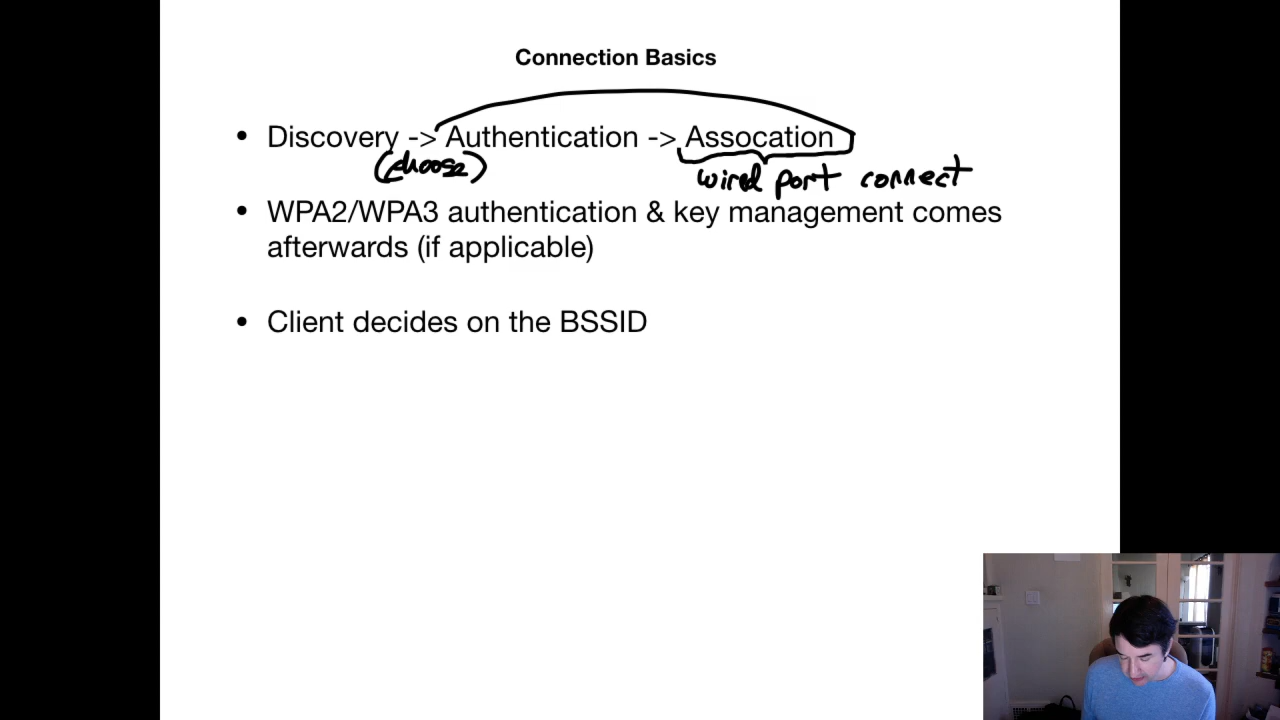 Connection Basics
• Discovery -> Authentication -> Assocation
(choose)
wired port connect
• WPA2/WPA3 authentication & key management comes
afterwards (if applicable)
• Client decides on the BSSID